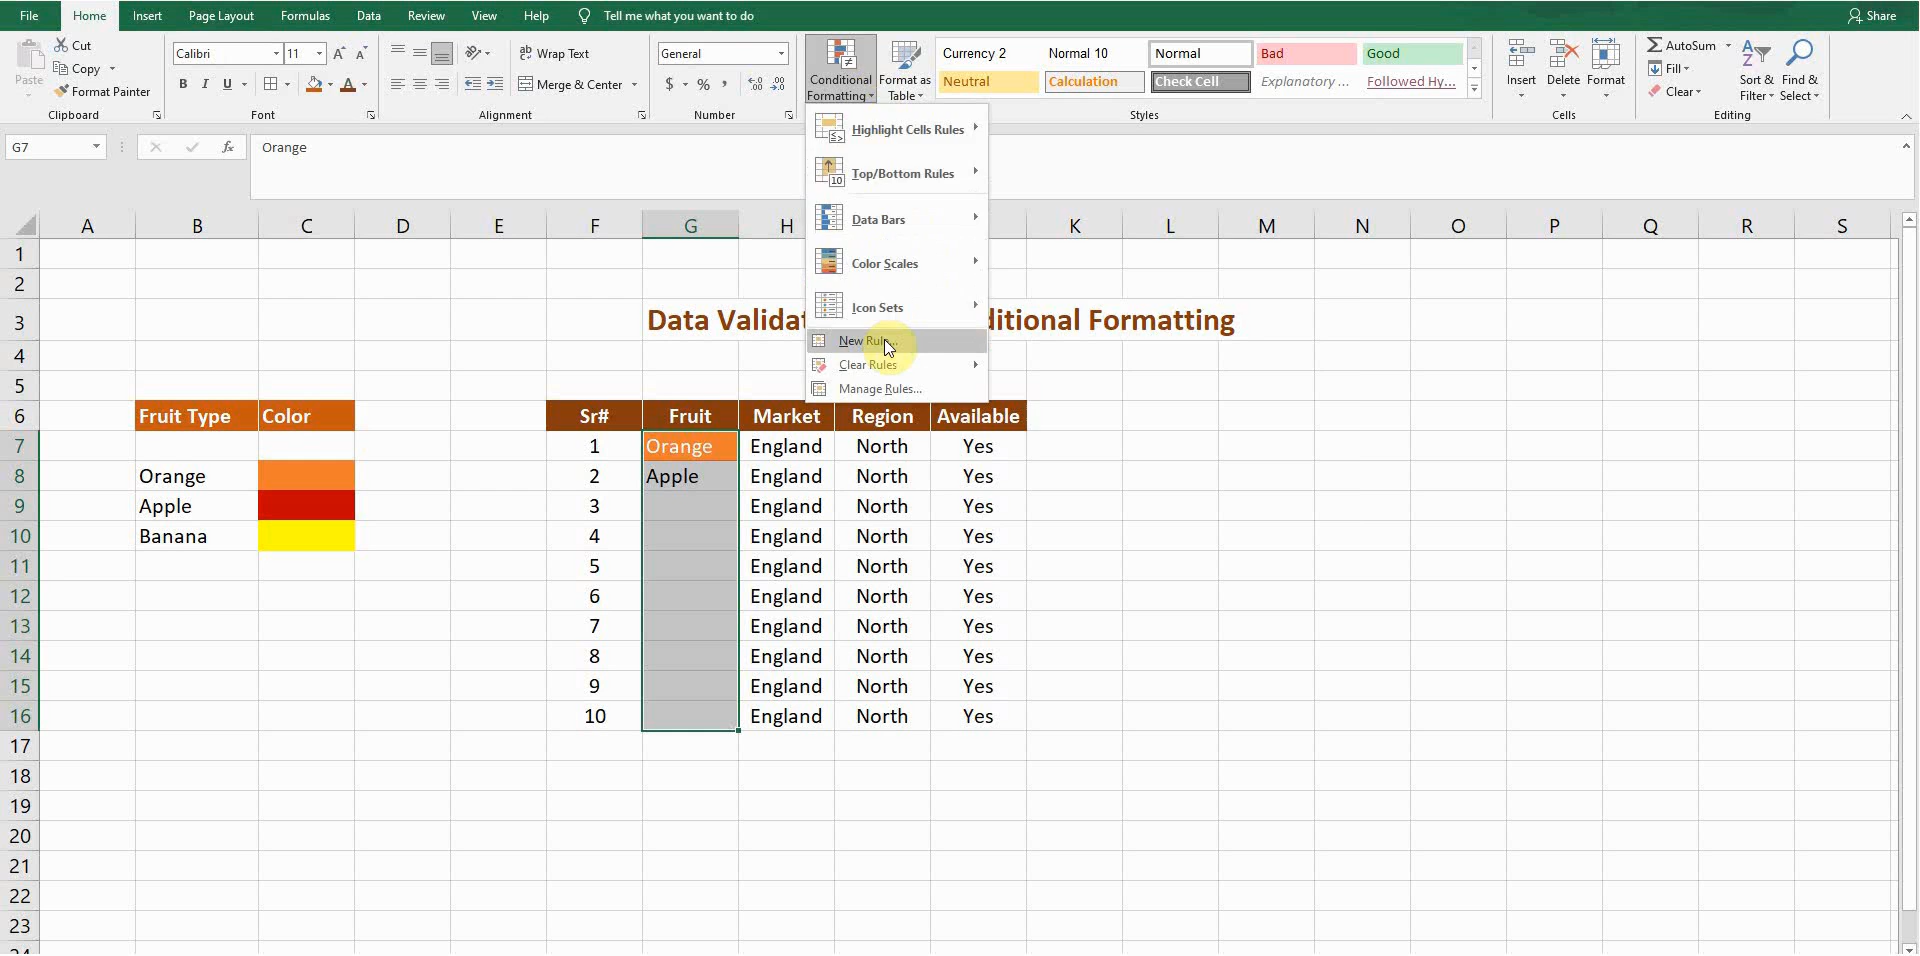 File Home Insert Page Layout Formulas Data Review View Help Tell me what you want to do Share
Paste
Cut
Copy
Format Painter
Clipboard
Calibri 11 A A
B I U A
Font
ab Wrap Text
Merge & Center
Alignment
General
$ % ,
Number
Conditional Formatting
Format as Table
Currency 2 Normal 10 Normal Bad Good
Neutral Calculation Check Cell Explanatory ... Followed Hy...
Styles
Insert Delete Format
Cells
AutoSum
Fill
Clear
Sort & Filter
Find & Select
Editing
G7 fx Orange
Highlight Cells Rules
Top/Bottom Rules
Data Bars
Color Scales
Icon Sets
Clear Rules
Manage Rules...
A B C D E F G H K L M N O P Q R S
1
2
3 Data Validat ditional Formatting
4
5
6 Fruit Type Color Sr# Fruit Market Region Available
7 1 Orange England North Yes
8 Orange 2 Apple England North Yes
9 Apple 3 England North Yes
10 Banana 4 England North Yes
11 5 England North Yes
12 6 England North Yes
13 7 England North Yes
14 8 England North Yes
15 9 England North Yes
16 10 England North Yes
17
18
19
20
21
22
23